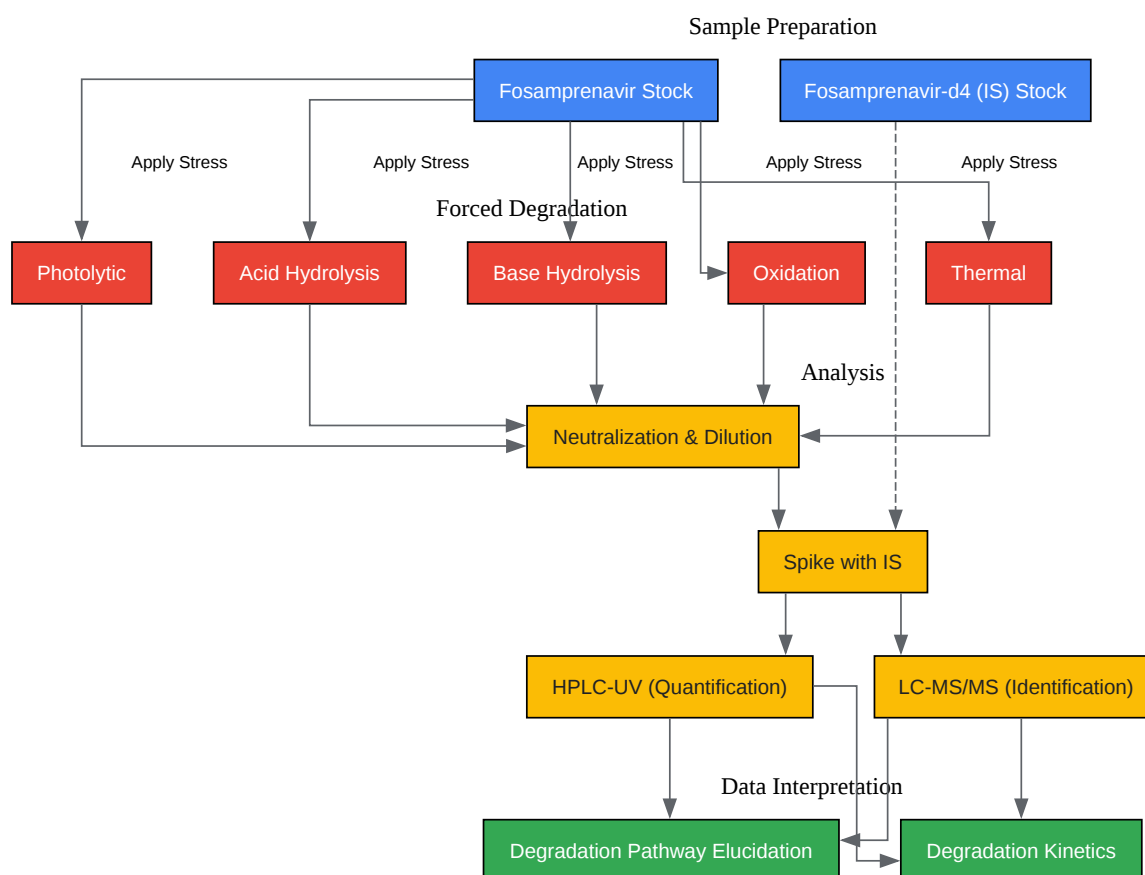 Sample Preparation
Fosamprenavir Stock
Fosamprenavir-d4 (IS) Stock
Apply Stress
Apply Stress
Apply Stress
Apply Stress
Apply Stress
Forced Degradation
Photolytic
Acid Hydrolysis
Base Hydrolysis
Oxidation
Thermal
Analysis
Neutralization & Dilution
Spike with IS
HPLC-UV (Quantification)
LC-MS/MS (Identification)
Data Interpretation
Degradation Pathway Elucidation
Degradation Kinetics